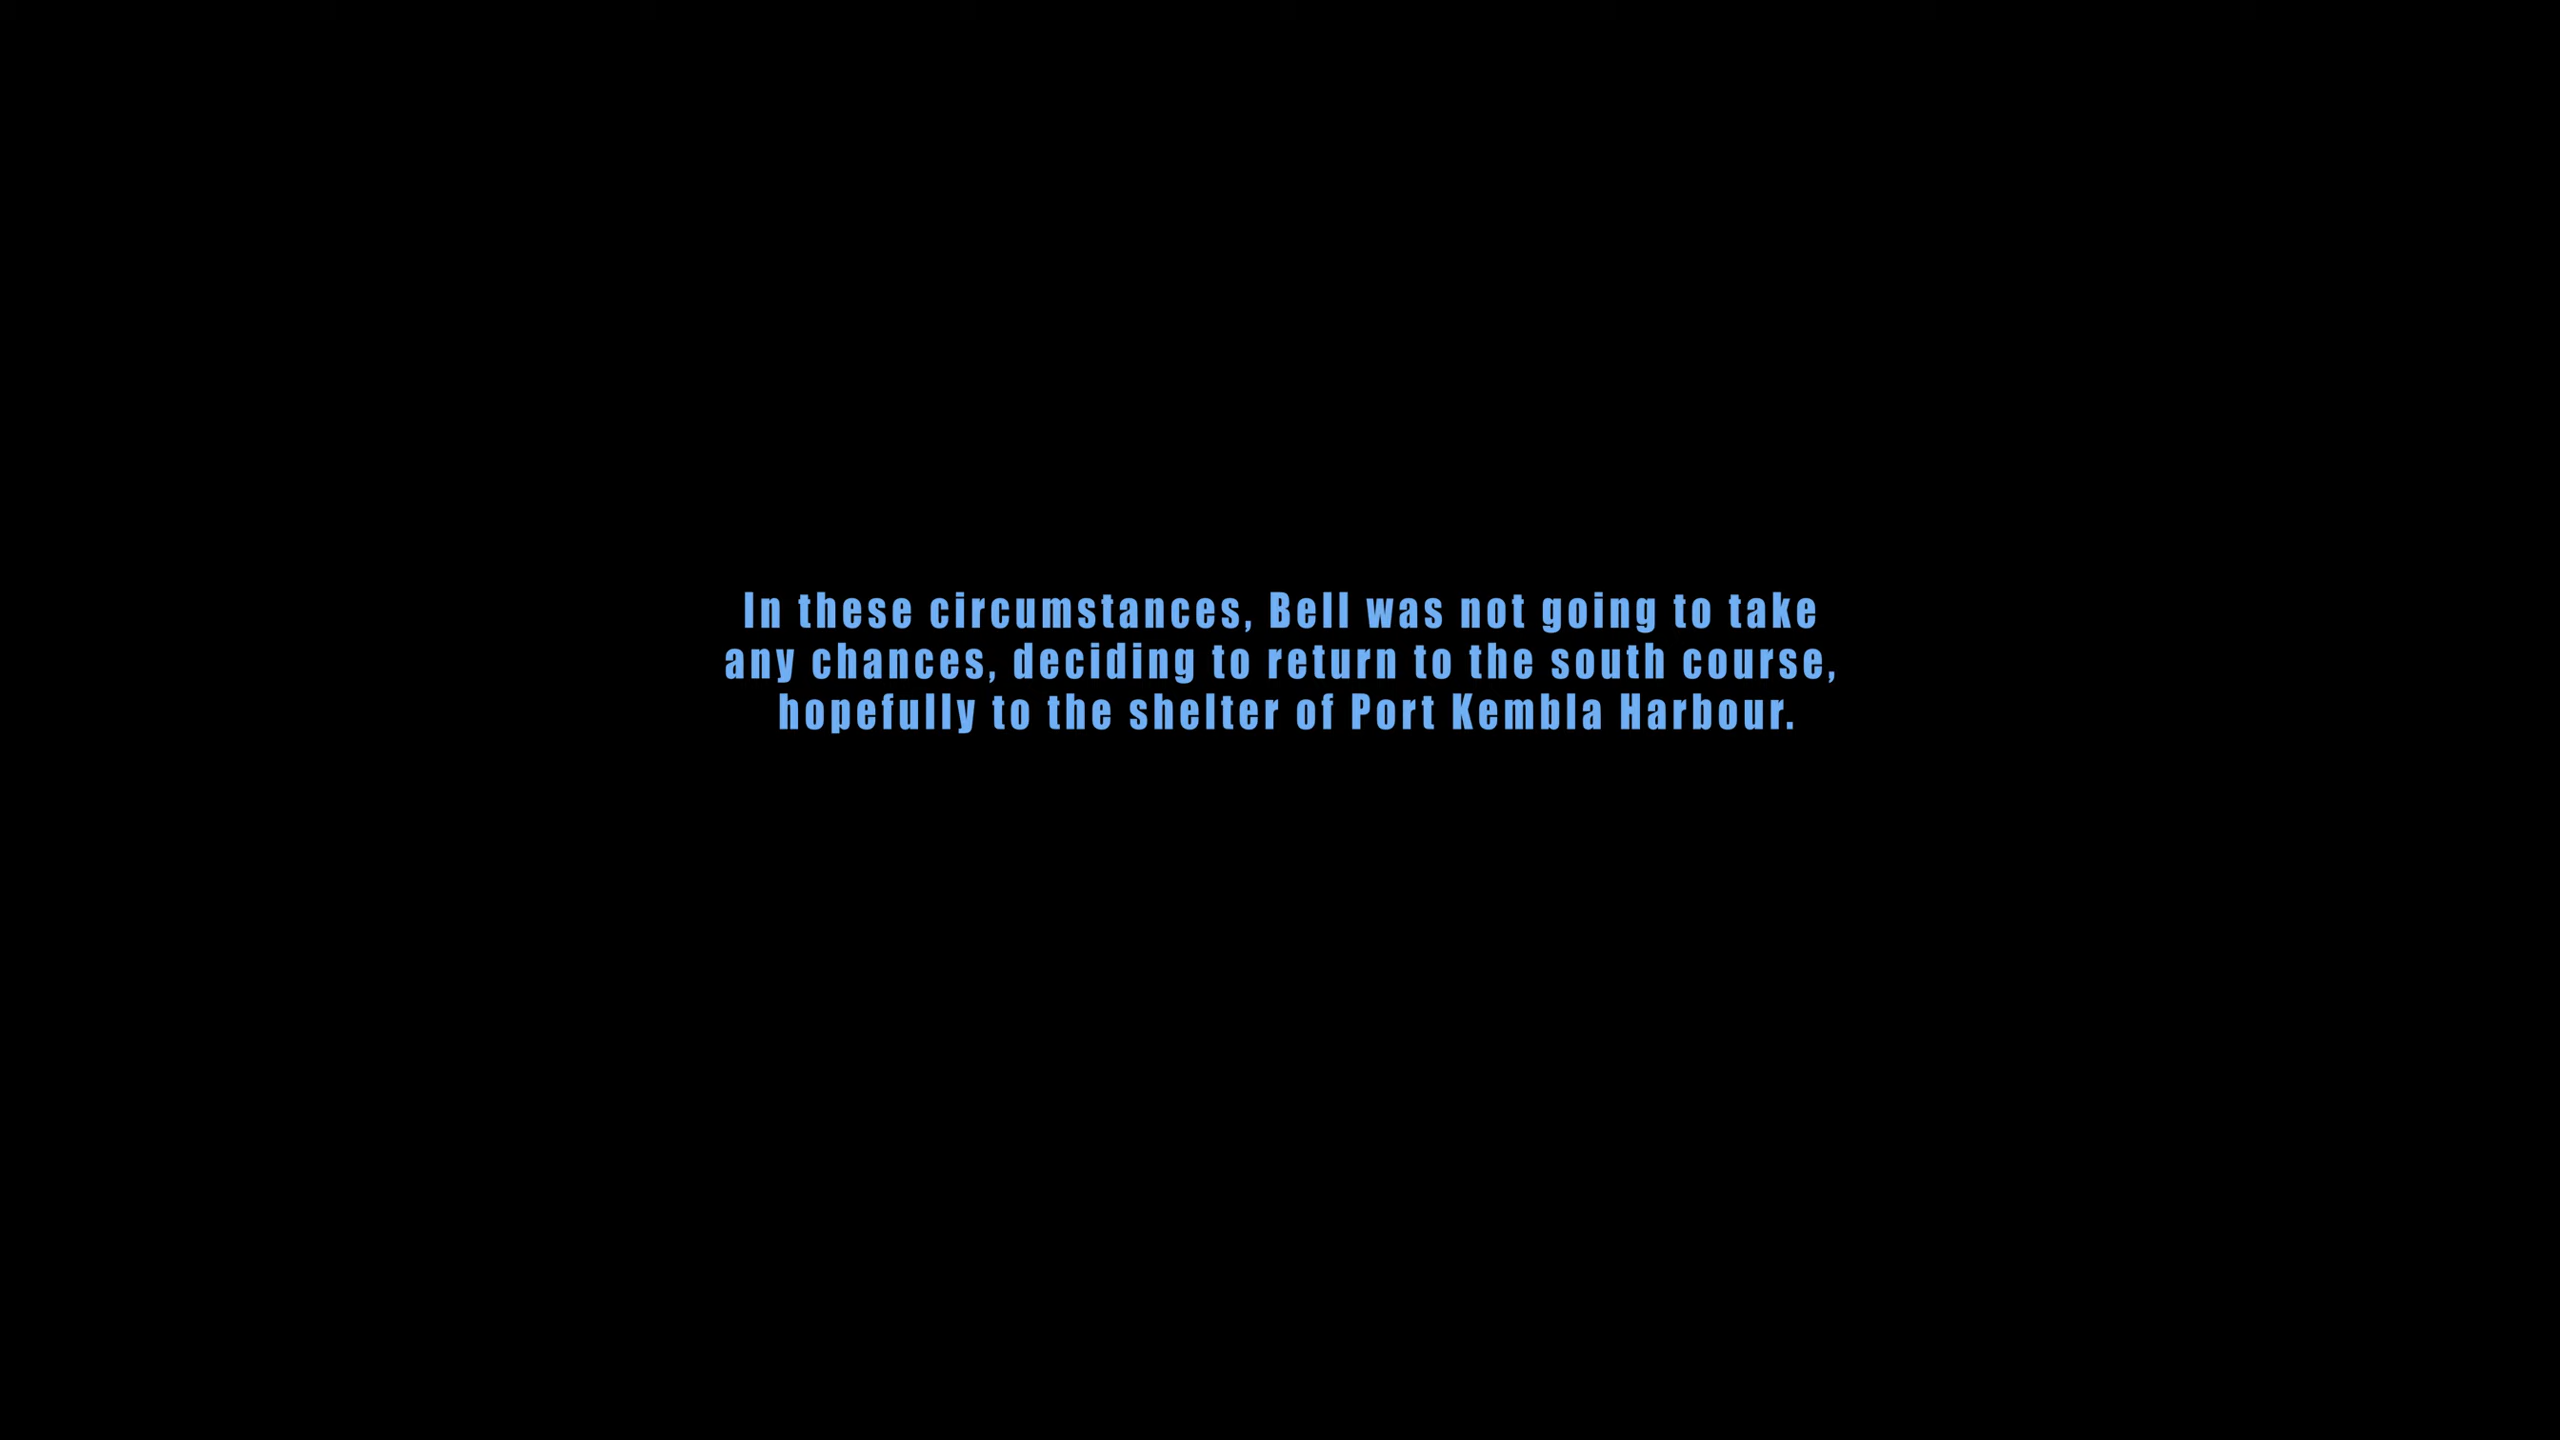 In these circumstances, Bell was not going to take
any chances, deciding to return to the south course,
hopefully to the shelter of Port Kembla Harbour.